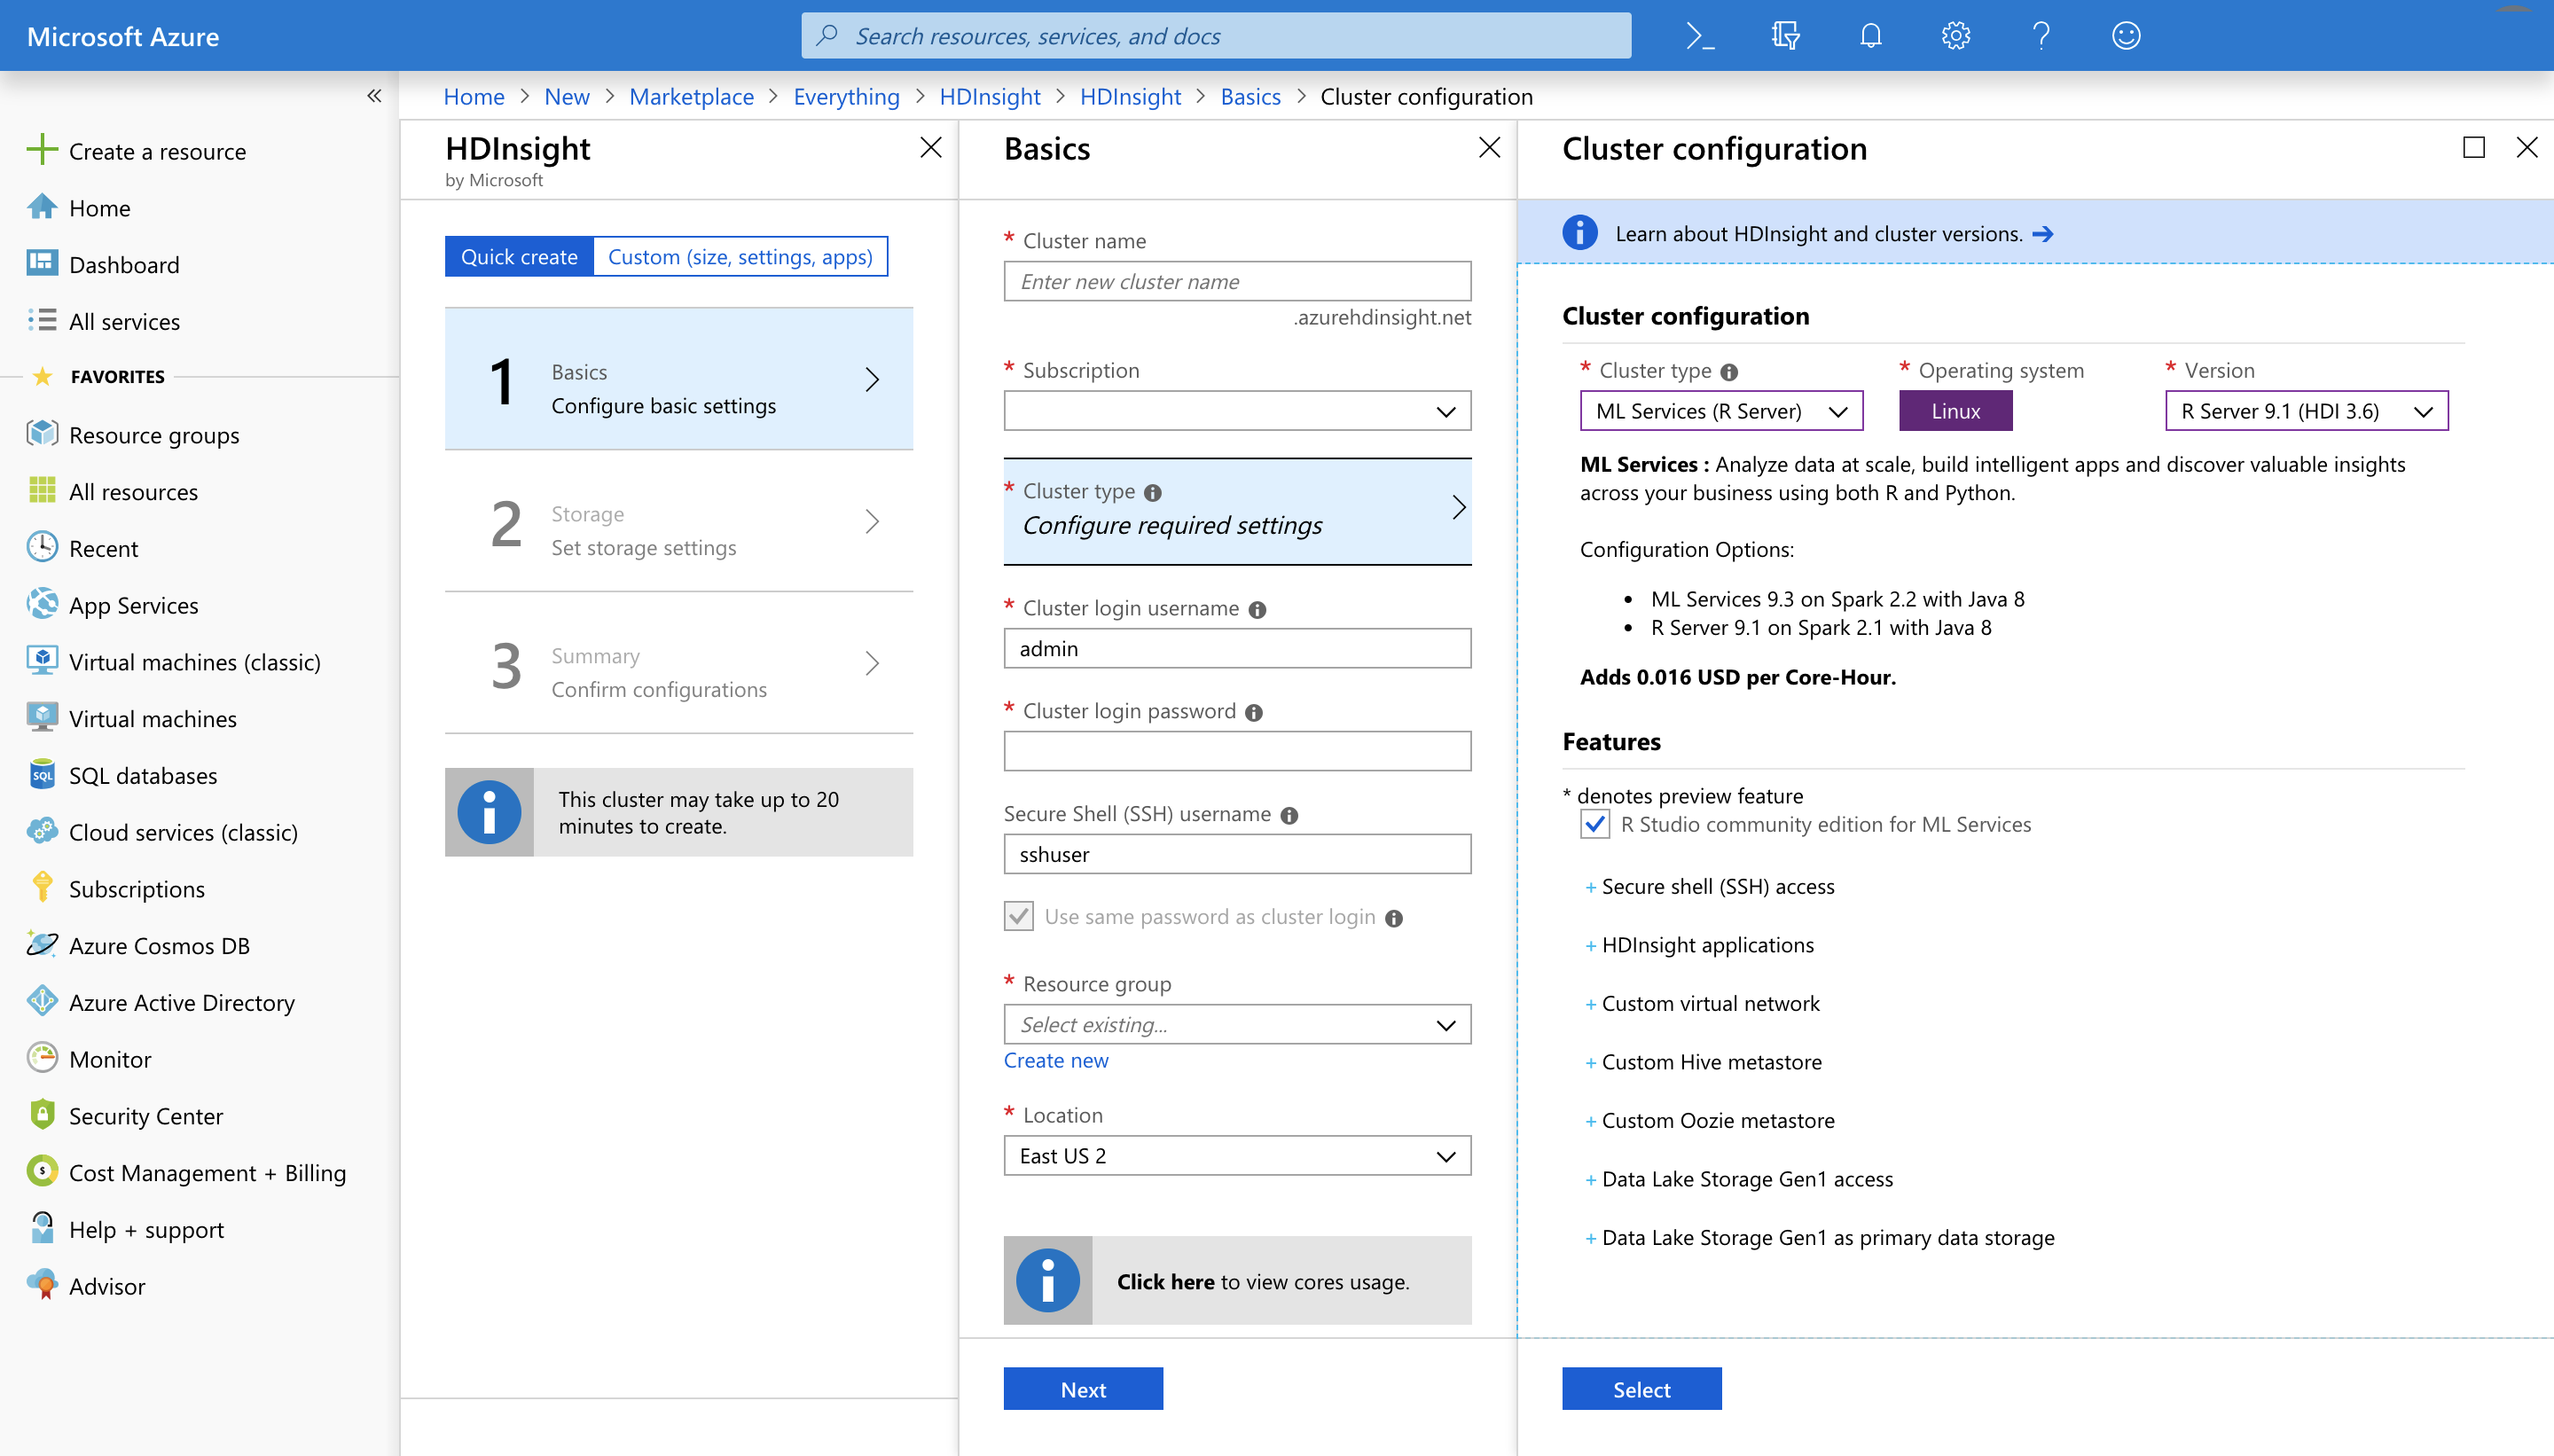 Microsoft Azure
Search resources, services, and docs
Home > New > Marketplace > Everything > HDInsight > HDInsight > Basics > Cluster configuration
Create a resource
Home
Dashboard
All services
FAVORITES
Resource groups
All resources
Recent
App Services
Virtual machines (classic)
Virtual machines
SQL databases
Cloud services (classic)
Subscriptions
Azure Cosmos DB
Azure Active Directory
Monitor
Security Center
Cost Management + Billing
Help + support
Advisor
HDInsight
by Microsoft
Quick create
Custom (size, settings, apps)
1
Basics
Configure basic settings
2
Storage
Set storage settings
3
Summary
Confirm configurations
This cluster may take up to 20
minutes to create.
Basics
* Cluster name
Enter new cluster name
.azurehdinsight.net
* Subscription
* Cluster type
Configure required settings
* Cluster login username
admin
* Cluster login password
Secure Shell (SSH) username
sshuser
Use same password as cluster login
* Resource group
Select existing...
Create new
* Location
East US 2
Click here to view cores usage.
Next
Cluster configuration
Learn about HDInsight and cluster versions.
Cluster configuration
* Cluster type
ML Services (R Server)
* Operating system
Linux
* Version
R Server 9.1 (HDI 3.6)
ML Services : Analyze data at scale, build intelligent apps and discover valuable insights
across your business using both R and Python.
Configuration Options:
• ML Services 9.3 on Spark 2.2 with Java 8
• R Server 9.1 on Spark 2.1 with Java 8
Adds 0.016 USD per Core-Hour.
Features
* denotes preview feature
R Studio community edition for ML Services
+ Secure shell (SSH) access
+ HDInsight applications
+ Custom virtual network
+ Custom Hive metastore
+ Custom Oozie metastore
+ Data Lake Storage Gen1 access
+ Data Lake Storage Gen1 as primary data storage
Select